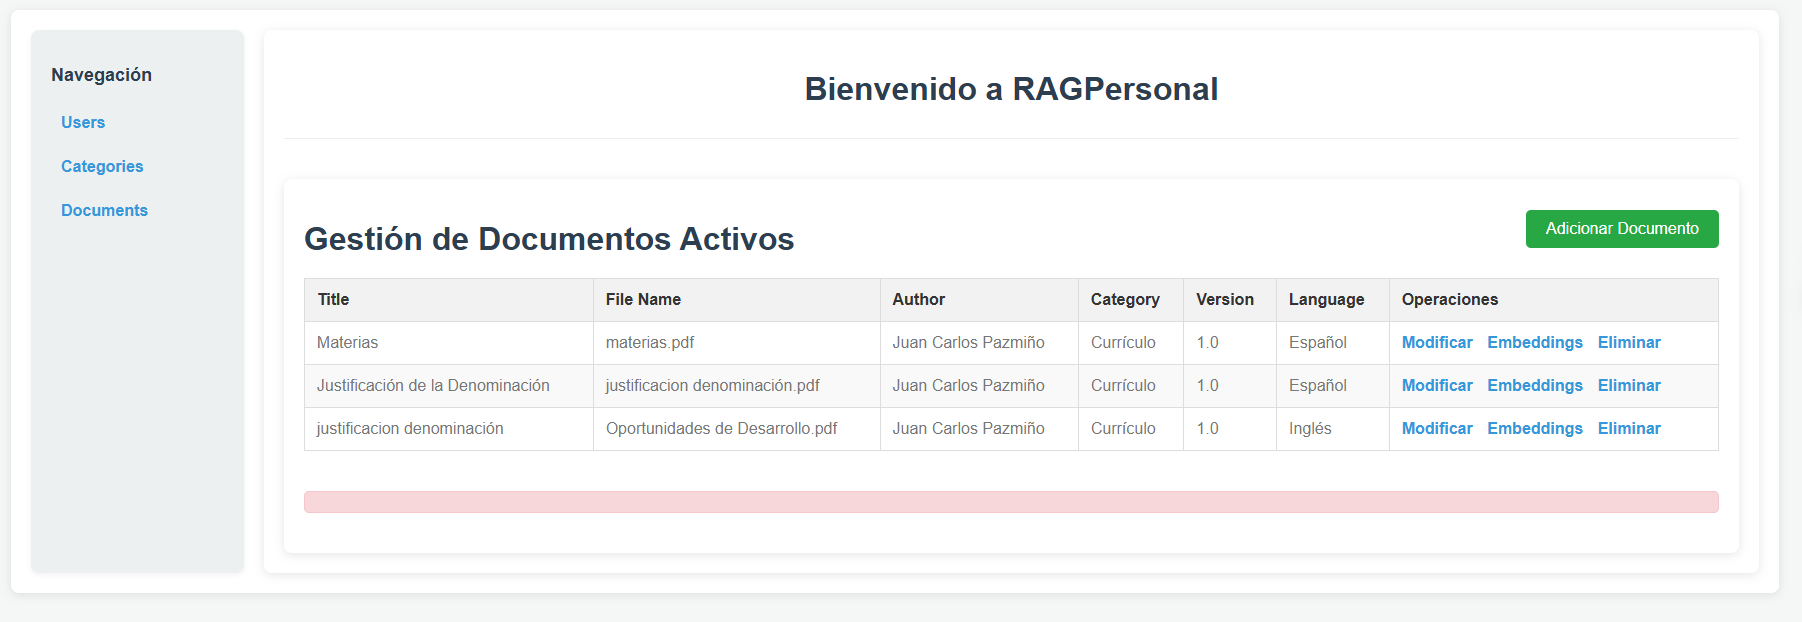 Navegación
Users
Categories
Documents
Bienvenido a RAGPersonal
Gestión de Documentos Activos
Adicionar Documento
Title File Name Author Category Version Language Operaciones
Materias materias.pdf Juan Carlos Pazmiño Currículo 1.0 Español Modificar Embeddings Eliminar
Justificación de la Denominación justificacion denominación.pdf Juan Carlos Pazmiño Currículo 1.0 Español Modificar Embeddings Eliminar
justificacion denominación Oportunidades de Desarrollo.pdf Juan Carlos Pazmiño Currículo 1.0 Inglés Modificar Embeddings Eliminar